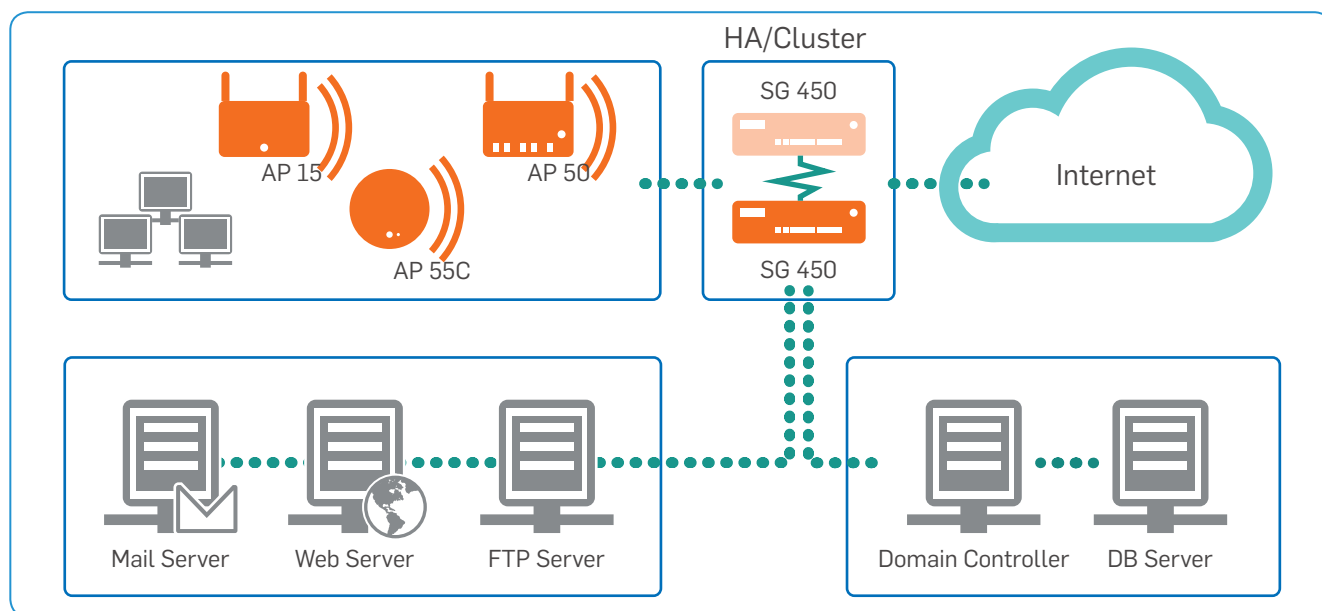 HA/Cluster
SG 450
SG 450
AP 15
AP 50
AP 55C
Internet
Mail Server
Web Server
FTP Server
Domain Controller
DB Server